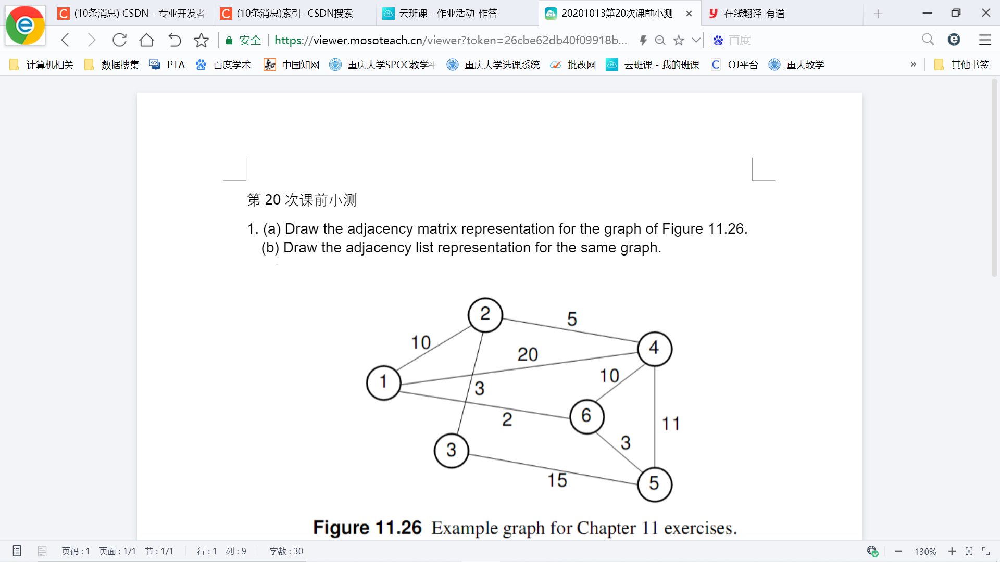 (10条消息) CSDN - 专业开发者
(10条消息)索引- CSDN搜索
云班课 - 作业活动-作答
20201013第20次课前小测
在线翻译_有道
安全
https://viewer.mosoteach.cn/viewer?token=26cbe62db40f09918b...
百度
计算机相关
数据搜集
PTA
百度学术
中国知网
重庆大学SPOC教学平
重庆大学选课系统
批改网
云班课 - 我的班课
OJ平台
重大教学
»
其他书签
第 20 次课前小测
1. (a) Draw the adjacency matrix representation for the graph of Figure 11.26.
(b) Draw the adjacency list representation for the same graph.
2
5
10
4
20
10
1
3
6
2
11
3
3
15
5
Figure 11.26 Example graph for Chapter 11 exercises.
页码：1 页面：1/1 节：1/1 行：1 列：9 字数：30
130%